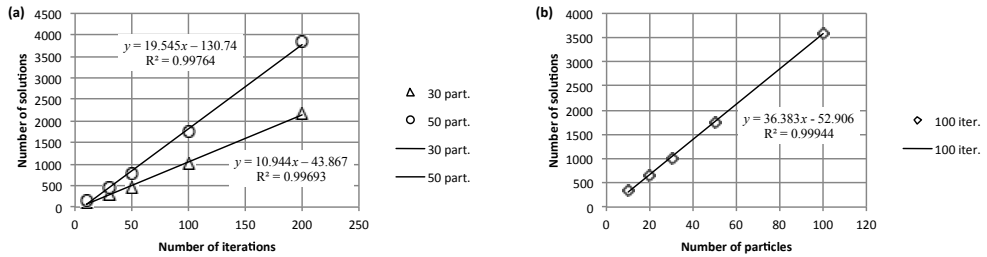 (a)
4500
4000
3500
3000
2500
2000
1500
1000
500
0
Number of solutions
y = 19.545x – 130.74
R² = 0.99764
y = 10.944x – 43.867
R² = 0.99693
0 50 100 150 200 250
Number of iterations
30 part.
50 part.
30 part.
50 part.
(b)
4000
3500
3000
2500
2000
1500
1000
500
0
Number of solutions
y = 36.383x - 52.906
R² = 0.99944
0 20 40 60 80 100 120
Number of particles
100 iter.
100 iter.